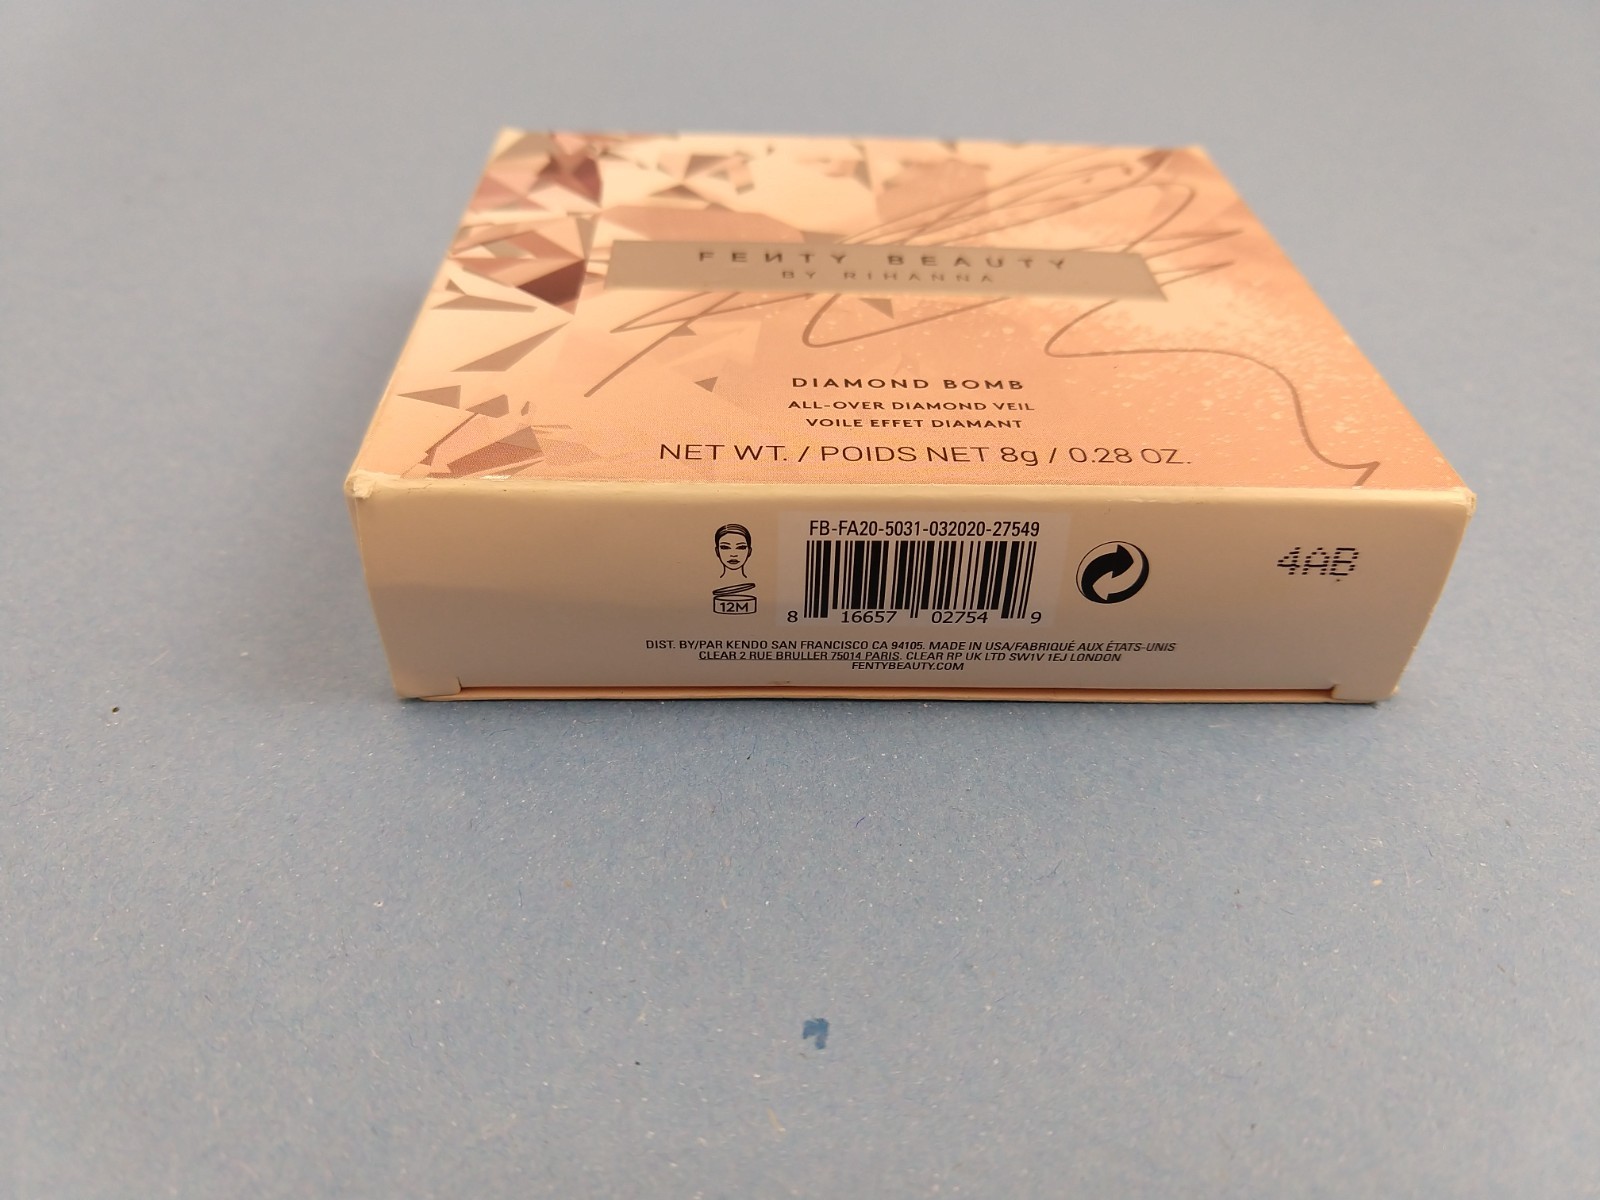 FENTY BEAUTY
BY RIHANNA
DIAMOND BOMB
ALL-OVER DIAMOND VEIL
VOILE EFFET DIAMANT
NET WT. / POIDS NET 8g / 0.28 OZ.
FB-FA20-5031-032020-27549
12M
8 16657 02754 9
4AB
DIST. BY/PAR KENDO SAN FRANCISCO CA 94105. MADE IN USA/FABRIQUÉ AUX ÉTATS-UNIS
CLEAR 2 RUE BRULLER 75014 PARIS. CLEAR RP UK LTD SW1V 1EJ LONDON
FENTYBEAUTY.COM